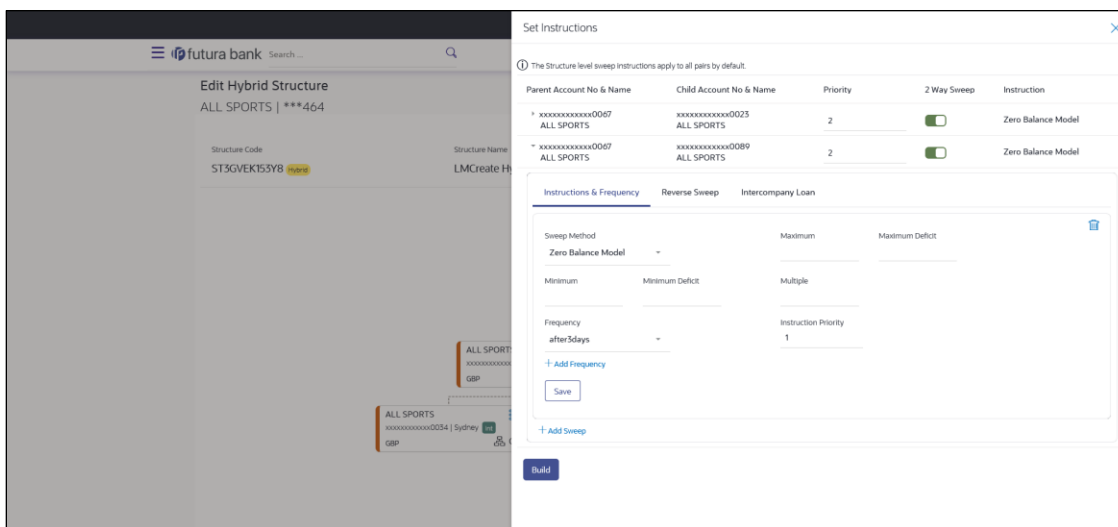 Set Instructions
futura bank Search ...
The Structure level sweep instructions apply to all pairs by default.
Edit Hybrid Structure
ALL SPORTS | ***464
Parent Account No & Name Child Account No & Name Priority 2 Way Sweep Instruction
xxxxxxxxxxxx0067 xxxxxxxxxxxx0023 2 Zero Balance Model
ALL SPORTS ALL SPORTS
Structure Code Structure Name
ST3GVEK153Y8 Hybrid LMCreate Hy
xxxxxxxxxxxx0067 xxxxxxxxxxxx0089 2 Zero Balance Model
ALL SPORTS ALL SPORTS
Instructions & Frequency Reverse Sweep Intercompany Loan
Sweep Method Maximum Maximum Deficit
Zero Balance Model
Minimum Minimum Deficit Multiple
Frequency Instruction Priority
after3days 1
+ Add Frequency
Save
ALL SPORT
GBP
ALL SPORTS
xxxxxxxxxxxx0034 | Sydney Int
GBP
+ Add Sweep
Build